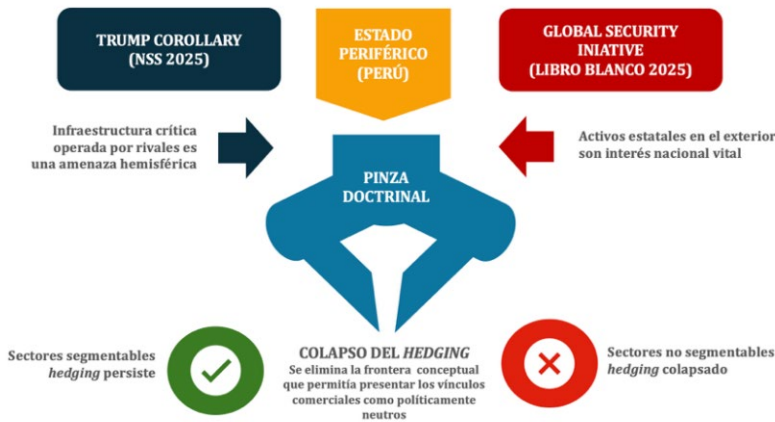 TRUMP COROLLARY
(NSS 2025)
ESTADO
PERIFÉRICO
(PERÚ)
GLOBAL SECURITY
INIATIVE
(LIBRO BLANCO 2025)
Infraestructura crítica
operada por rivales es
una amenaza hemisférica
Activos estatales en el exterior
son interés nacional vital
PINZA
DOCTRINAL
Sectores segmentables
hedging persiste
COLAPSO DEL HEDGING
Se elimina la frontera conceptual
que permitía presentar los vínculos
comerciales como políticamente
neutros
Sectores no segmentables
hedging colapsado